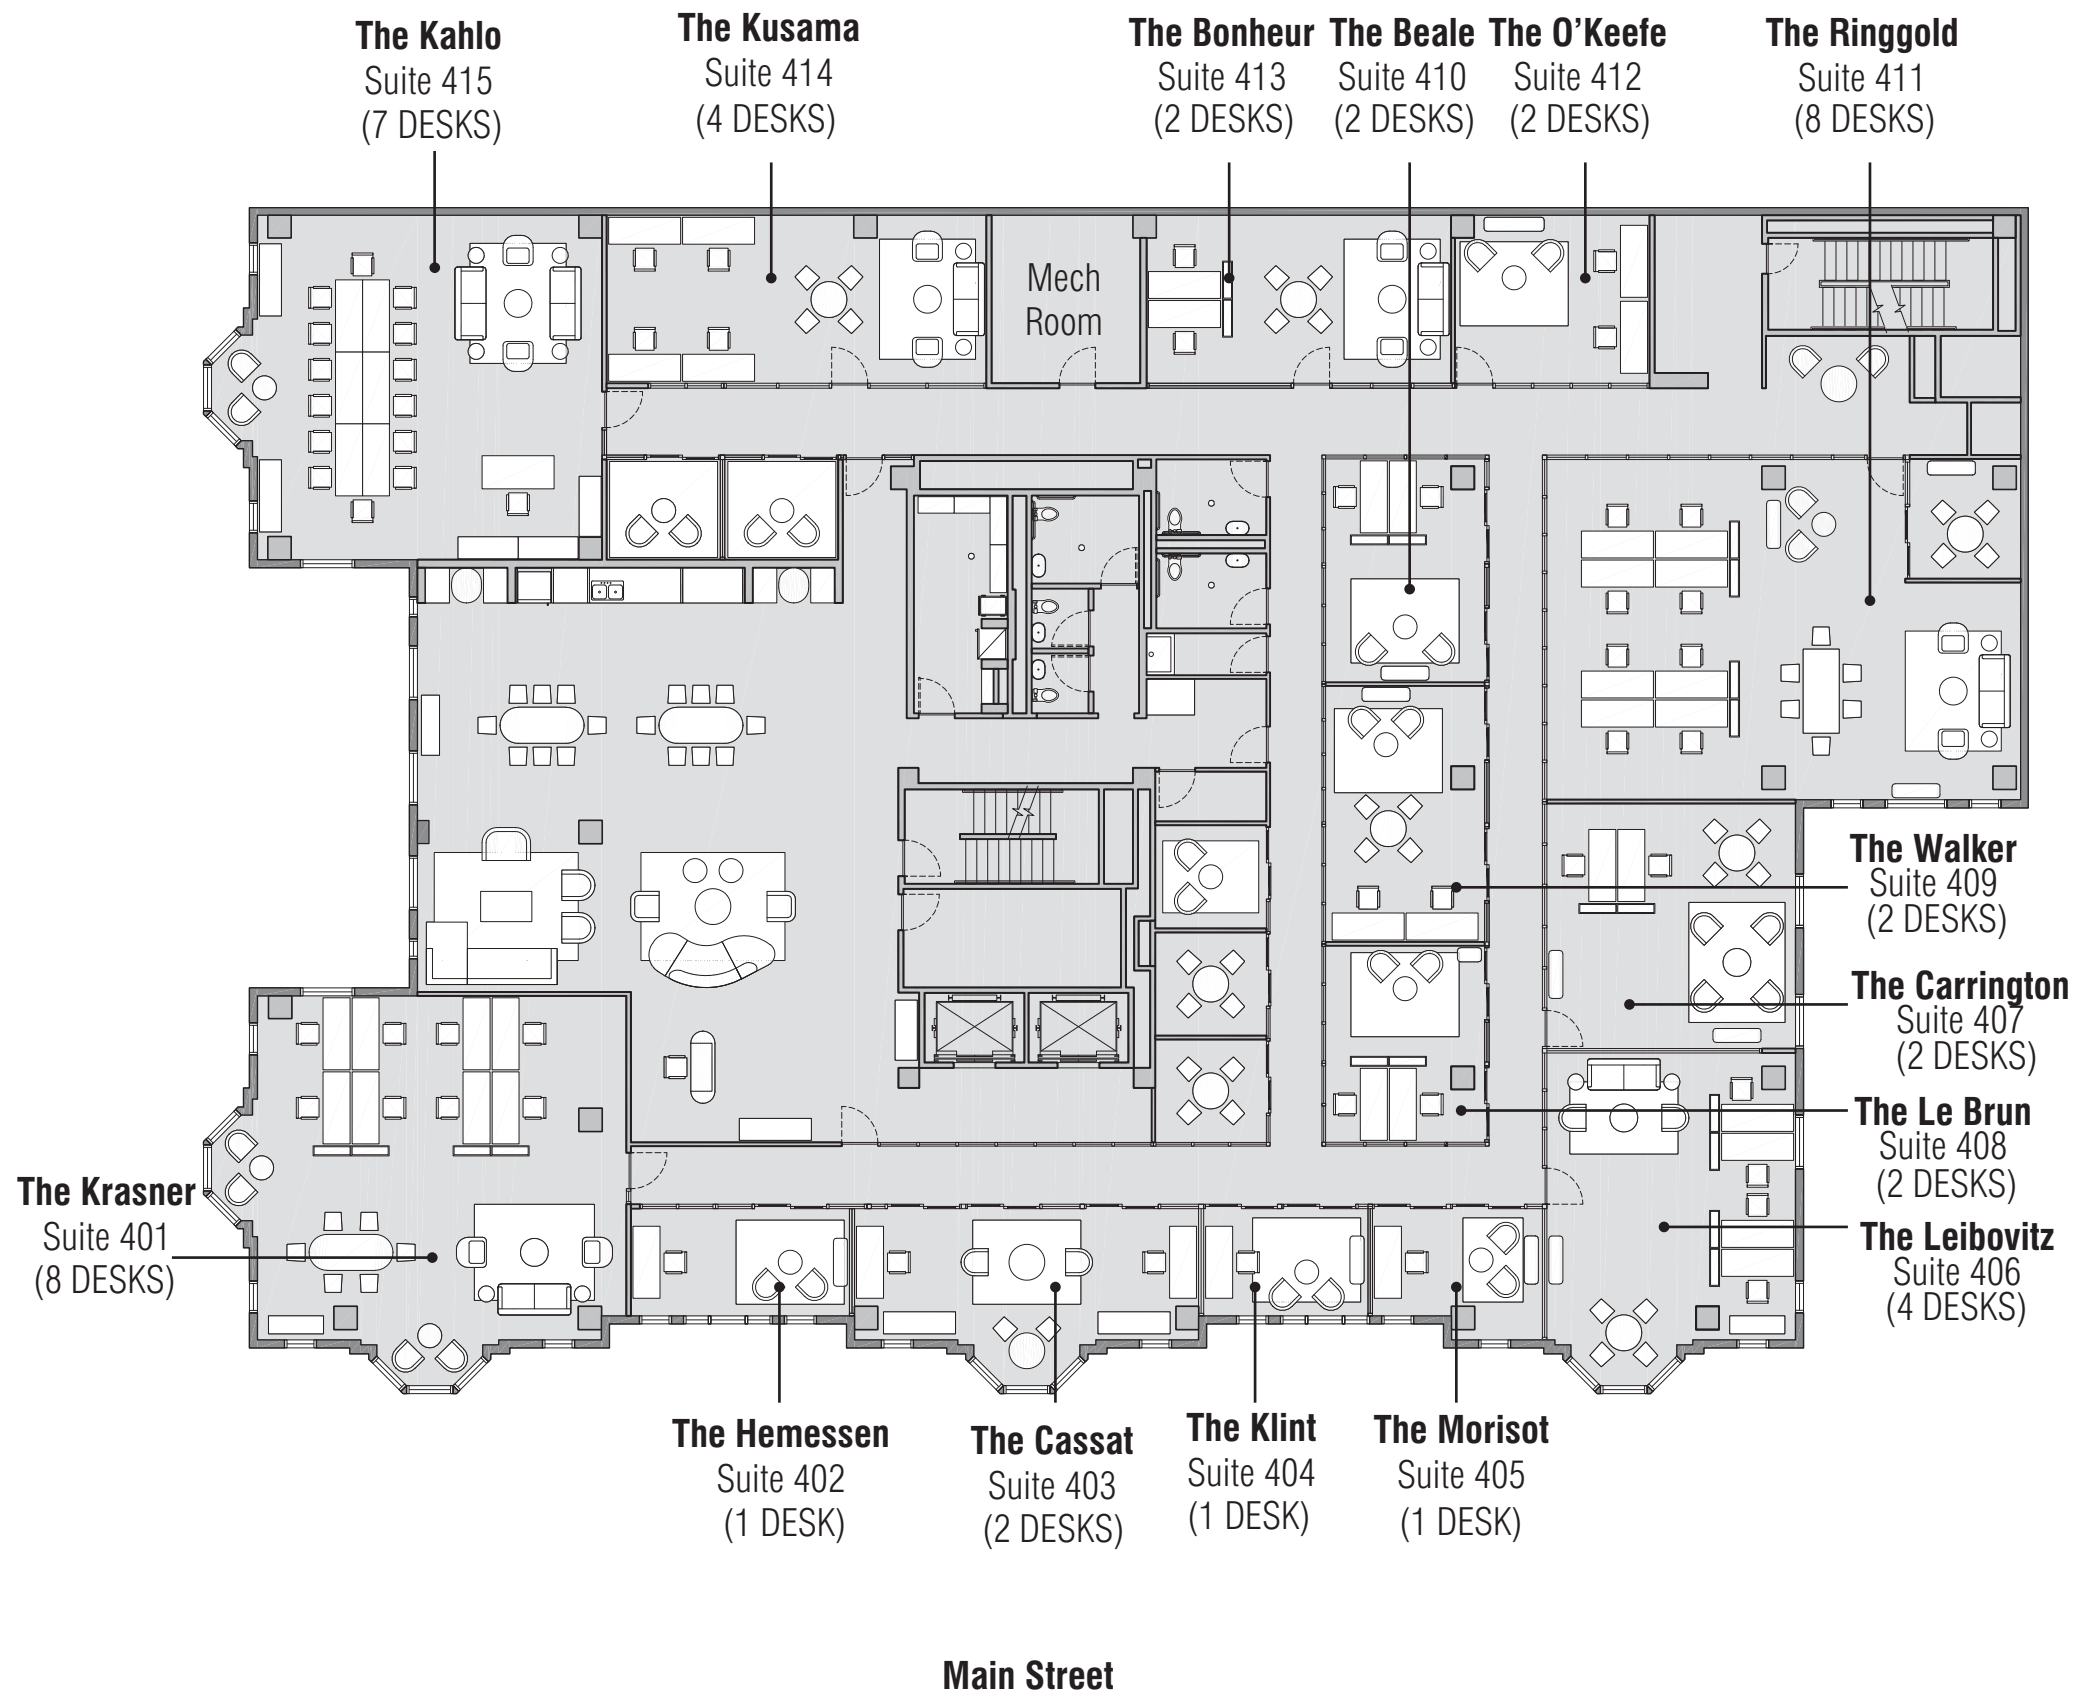 The Kahlo
Suite 415
(7 DESKS)
The Kusama
Suite 414
(4 DESKS)
The Bonheur
Suite 413
(2 DESKS)
The Beale
Suite 410
(2 DESKS)
The O’Keefe
Suite 412
(2 DESKS)
The Ringgold
Suite 411
(8 DESKS)
Mech
Room
The Walker
Suite 409
(2 DESKS)
The Carrington
Suite 407
(2 DESKS)
The Le Brun
Suite 408
(2 DESKS)
The Leibovitz
Suite 406
(4 DESKS)
The Krasner
Suite 401
(8 DESKS)
The Hemessen
Suite 402
(1 DESK)
The Cassat
Suite 403
(2 DESKS)
The Klint
Suite 404
(1 DESK)
The Morisot
Suite 405
(1 DESK)
Main Street